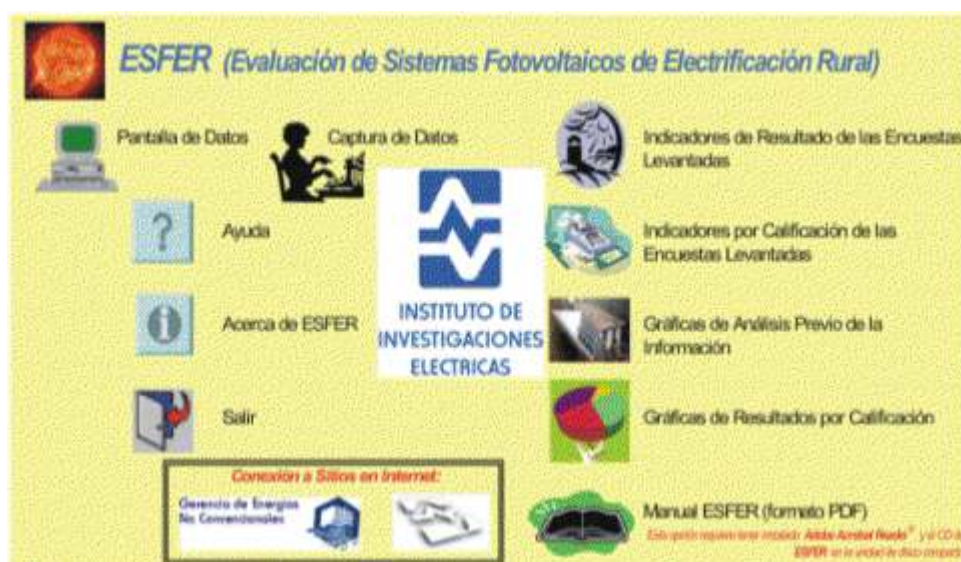 ESFER (Evaluación de Sistemas Fotovoltaicos de Electrificación Rural)
Pantalla de Datos
Captura de Datos
Indicadores de Resultado de las Encuestas
Levantadas
Ayuda
Indicadores por Calificación de las
Encuestas Levantadas
INSTITUTO DE
INVESTIGACIONES
ELECTRICAS
Acerca de ESFER
Gráficas de Análisis Previo de la
Información
Salir
Gráficas de Resultados por Calificación
Conexión a Sitios en Internet:
Gerencia de Energías
No Convencionales
Manual ESFER (formato PDF)
Esta opción requiere tener instalado Adobe Acrobat Reader® y el CD de
ESFER en la unidad de disco compacto